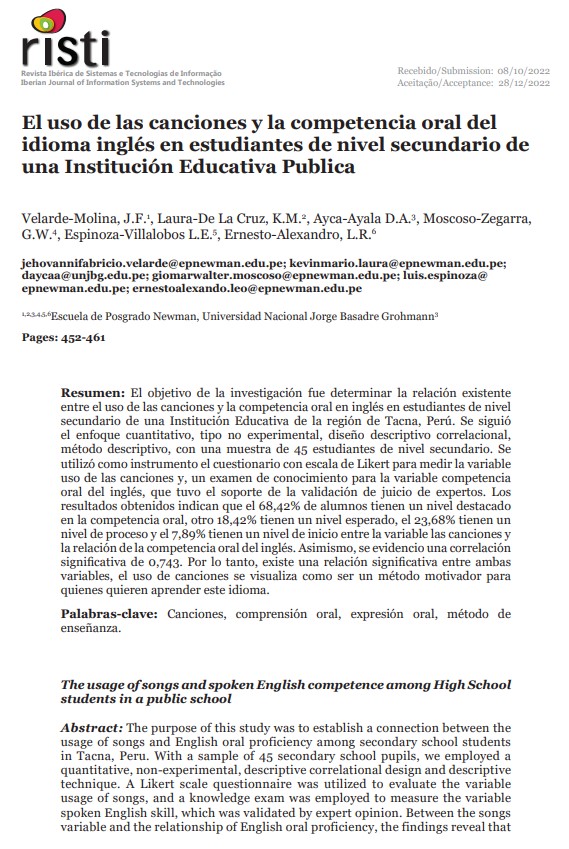 risti
Revista Ibérica de Sistemas e Tecnologias de Informação
Iberian Journal of Information Systems and Technologies
Recebido/Submission: 08/10/2022
Aceitação/Acceptance: 28/12/2022
El uso de las canciones y la competencia oral del
idioma inglés en estudiantes de nivel secundario de
una Institución Educativa Publica
Velarde-Molina, J.F.¹, Laura-De La Cruz, K.M.², Ayca-Ayala D.A.³, Moscoso-Zegarra,
G.W.⁴, Espinoza-Villalobos L.E.⁵, Ernesto-Alexandro, L.R.⁶
jehovannifabricio.velarde@epnewman.edu.pe; kevinmario.laura@epnewman.edu.pe;
daycaa@unjbg.edu.pe; giomarwalter.moscoso@epnewman.edu.pe; luis.espinoza@
epnewman.edu.pe; ernestoalexando.leo@epnewman.edu.pe
¹,²,³,⁴,⁵,⁶Escuela de Posgrado Newman, Universidad Nacional Jorge Basadre Grohmann³
Pages: 452-461
Resumen: El objetivo de la investigación fue determinar la relación existente
entre el uso de las canciones y la competencia oral en inglés en estudiantes de nivel
secundario de una Institución Educativa de la región de Tacna, Perú. Se siguió
el enfoque cuantitativo, tipo no experimental, diseño descriptivo correlacional,
método descriptivo, con una muestra de 45 estudiantes de nivel secundario. Se
utilizó como instrumento el cuestionario con escala de Likert para medir la variable
uso de las canciones y, un examen de conocimiento para la variable competencia
oral del inglés, que tuvo el soporte de la validación de juicio de expertos. Los
resultados obtenidos indican que el 68,42% de alumnos tienen un nivel destacado
en la competencia oral, otro 18,42% tienen un nivel esperado, el 23,68% tienen un
nivel de proceso y el 7,89% tienen un nivel de inicio entre la variable las canciones y
la relación de la competencia oral del inglés. Asimismo, se evidencio una correlación
significativa de 0,743. Por lo tanto, existe una relación significativa entre ambas
variables, el uso de canciones se visualiza como ser un método motivador para
quienes quieren aprender este idioma.
Palabras-clave: Canciones, comprensión oral, expresión oral, método de
enseñanza.
The usage of songs and spoken English competence among High School
students in a public school
Abstract: The purpose of this study was to establish a connection between the
usage of songs and English oral proficiency among secondary school students
in Tacna, Peru. With a sample of 45 secondary school pupils, we employed a
quantitative, non-experimental, descriptive correlational design and descriptive
technique. A Likert scale questionnaire was utilized to evaluate the variable
usage of songs, and a knowledge exam was employed to measure the variable
spoken English skill, which was validated by expert opinion. Between the songs
variable and the relationship of English oral proficiency, the findings reveal that